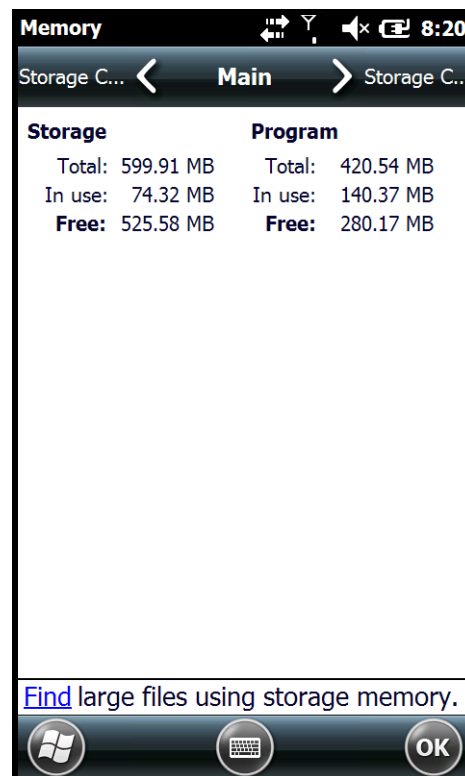 Memory 8:20
Storage C... Main Storage C..
Storage Program
Total: 599.91 MB Total: 420.54 MB
In use: 74.32 MB In use: 140.37 MB
Free: 525.58 MB Free: 280.17 MB
Find large files using storage memory.
OK